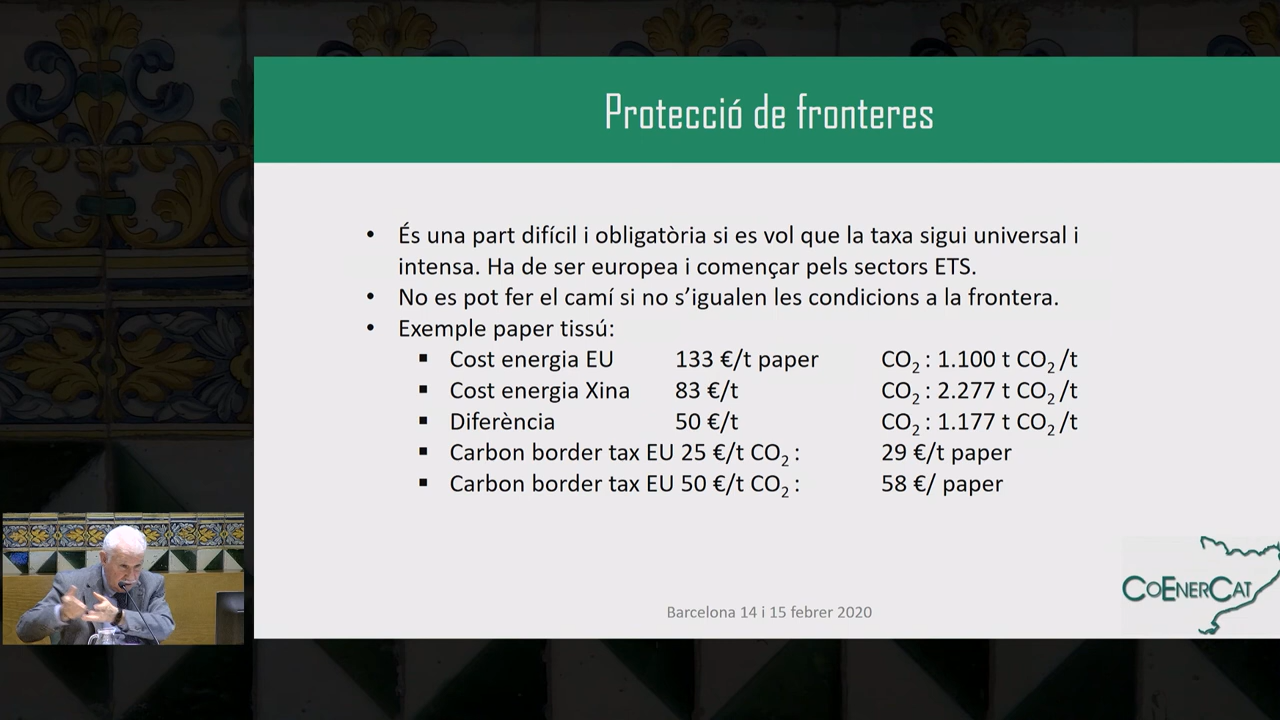 Protecció de fronteres
• És una part difícil i obligatòria si es vol que la taxa sigui universal i
intensa. Ha de ser europea i començar pels sectors ETS.
• No es pot fer el camí si no s'igualen les condicions a la frontera.
• Exemple paper tissú:
▪ Cost energia EU 133 €/t paper CO₂ : 1.100 t CO₂ /t
▪ Cost energia Xina 83 €/t CO₂ : 2.277 t CO₂ /t
▪ Diferència 50 €/t CO₂ : 1.177 t CO₂ /t
▪ Carbon border tax EU 25 €/t CO₂ : 29 €/t paper
▪ Carbon border tax EU 50 €/t CO₂ : 58 €/ paper
COENERCAT
Barcelona 14 i 15 febrer 2020